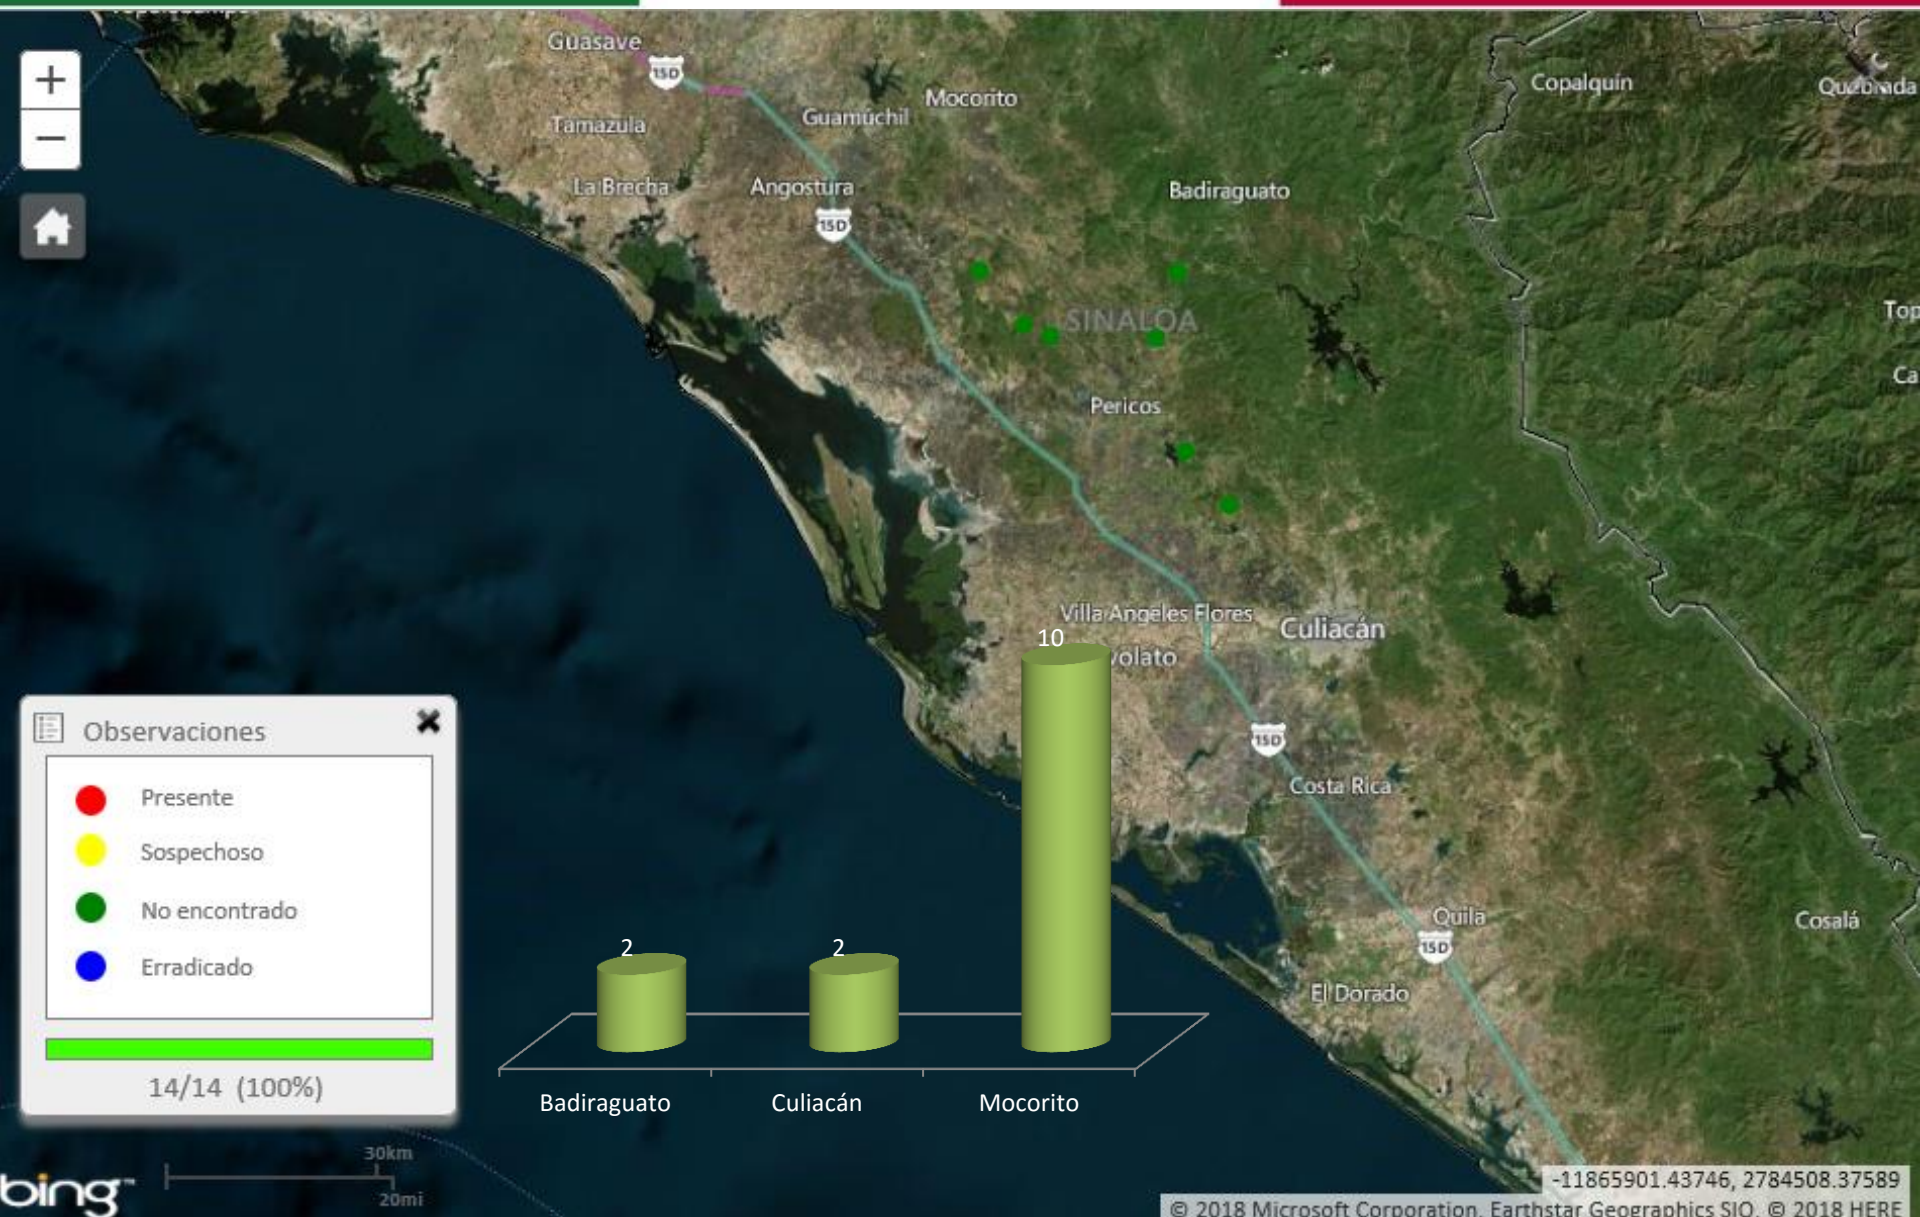 Guasave
15D
Mocorito
Copalquín
Tamazula
Guamúchil
La Brecha
Angostura
Badiraguato
15D
SINALOA
Top
Ca
Pericos
Villa Angeles Flores
Culiacán
10
volato
15D
Costa Rica
Quila
15D
Cosalá
El Dorado
Observaciones
Presente
Sospechoso
No encontrado
Erradicado
14/14 (100%)
2
2
Badiraguato
Culiacán
Mocorito
30km
20mi
bing™
-11865901.43746, 2784508.37589
© 2018 Microsoft Corporation, Earthstar Geographics SIO, © 2018 HERE